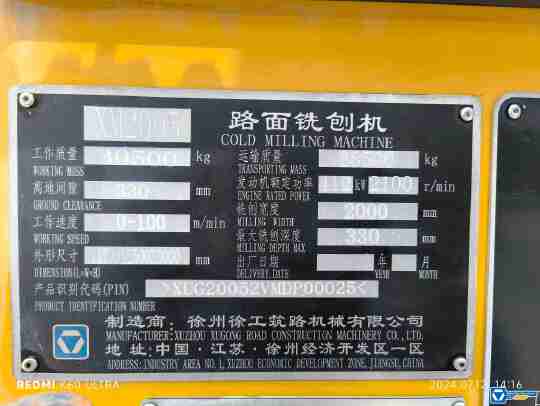 路面铣刨机
COLD MILLING MACHINE
工作质量 kg 运输质量 kg
WORKING MASS TRANSPORTING MASS
离地间隙 330 mm 发动机额定功率 r/min
GROUND CLEARANCE ENGINE RATED POWER
工作速度 0-100 m/min 铣刨宽度 2000 mm
WORKING SPEED MILLING WIDTH
外形尺寸 mm 最大铣刨深度 330 mm
DIMENSION(L*W*H) MILLING DEPTH MAX
出厂日期 年 月
DELIVERY DATE YEAR MONTH
产品识别代码(PIN) >XUG20052VMDP00025<
PRODUCT IDENTIFICATION NUMBER
制造商: 徐州徐工筑路机械有限公司
MANUFACTURER: XUZHOU XUGONG ROAD CONSTRUCTION MACHINERY CO., LTD.
地址: 中国·江苏·徐州经济开发区一区
ADDRESS: INDUSTRY AREA NO.1, XUZHOU ECONOMIC DEVELOPMENT ZONE, JIANGSU, CHINA
REDMI K60 ULTRA 2024.07.12 14:16